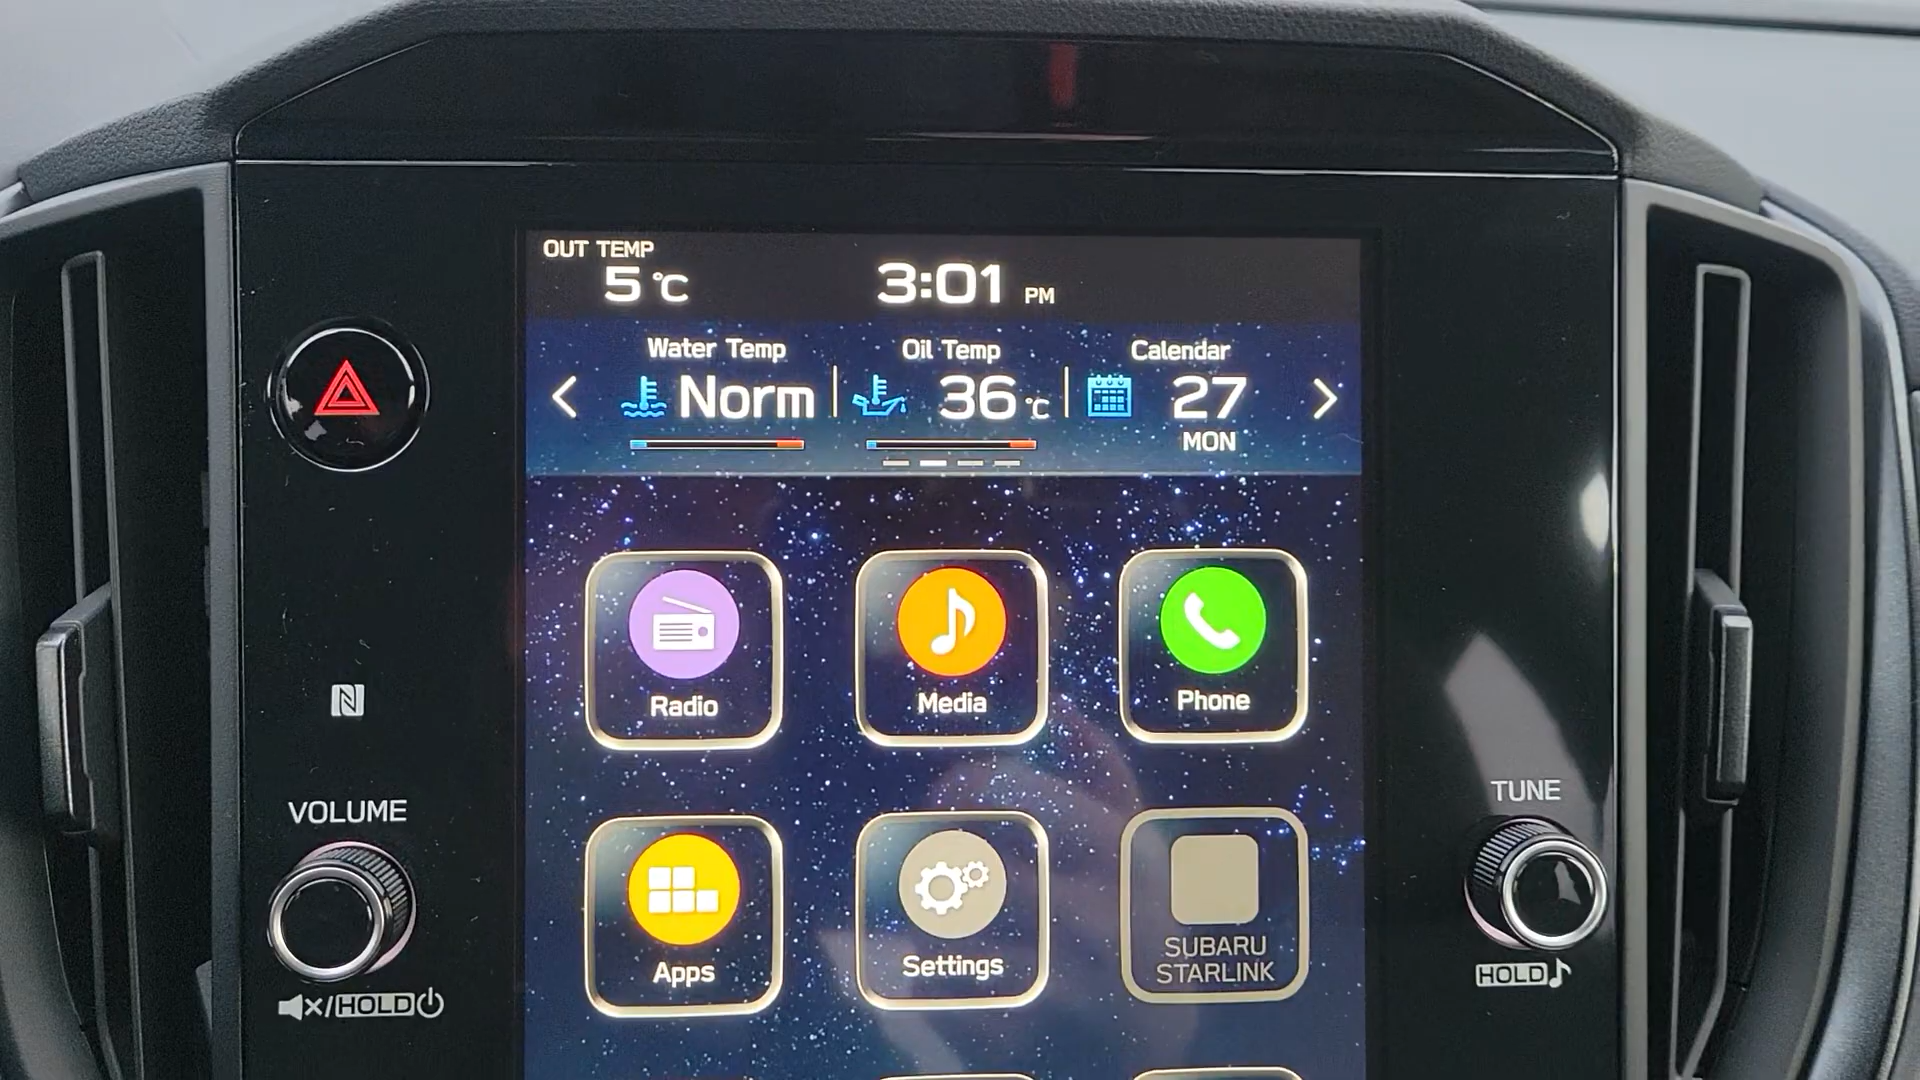 OUT TEMP
5 °C
3:01 PM
Water Temp
Norm
Oil Temp
36 °C
Calendar
27
MON
Radio
Media
Phone
VOLUME
TUNE
Apps
Settings
SUBARU
STARLINK
/HOLD
HOLD